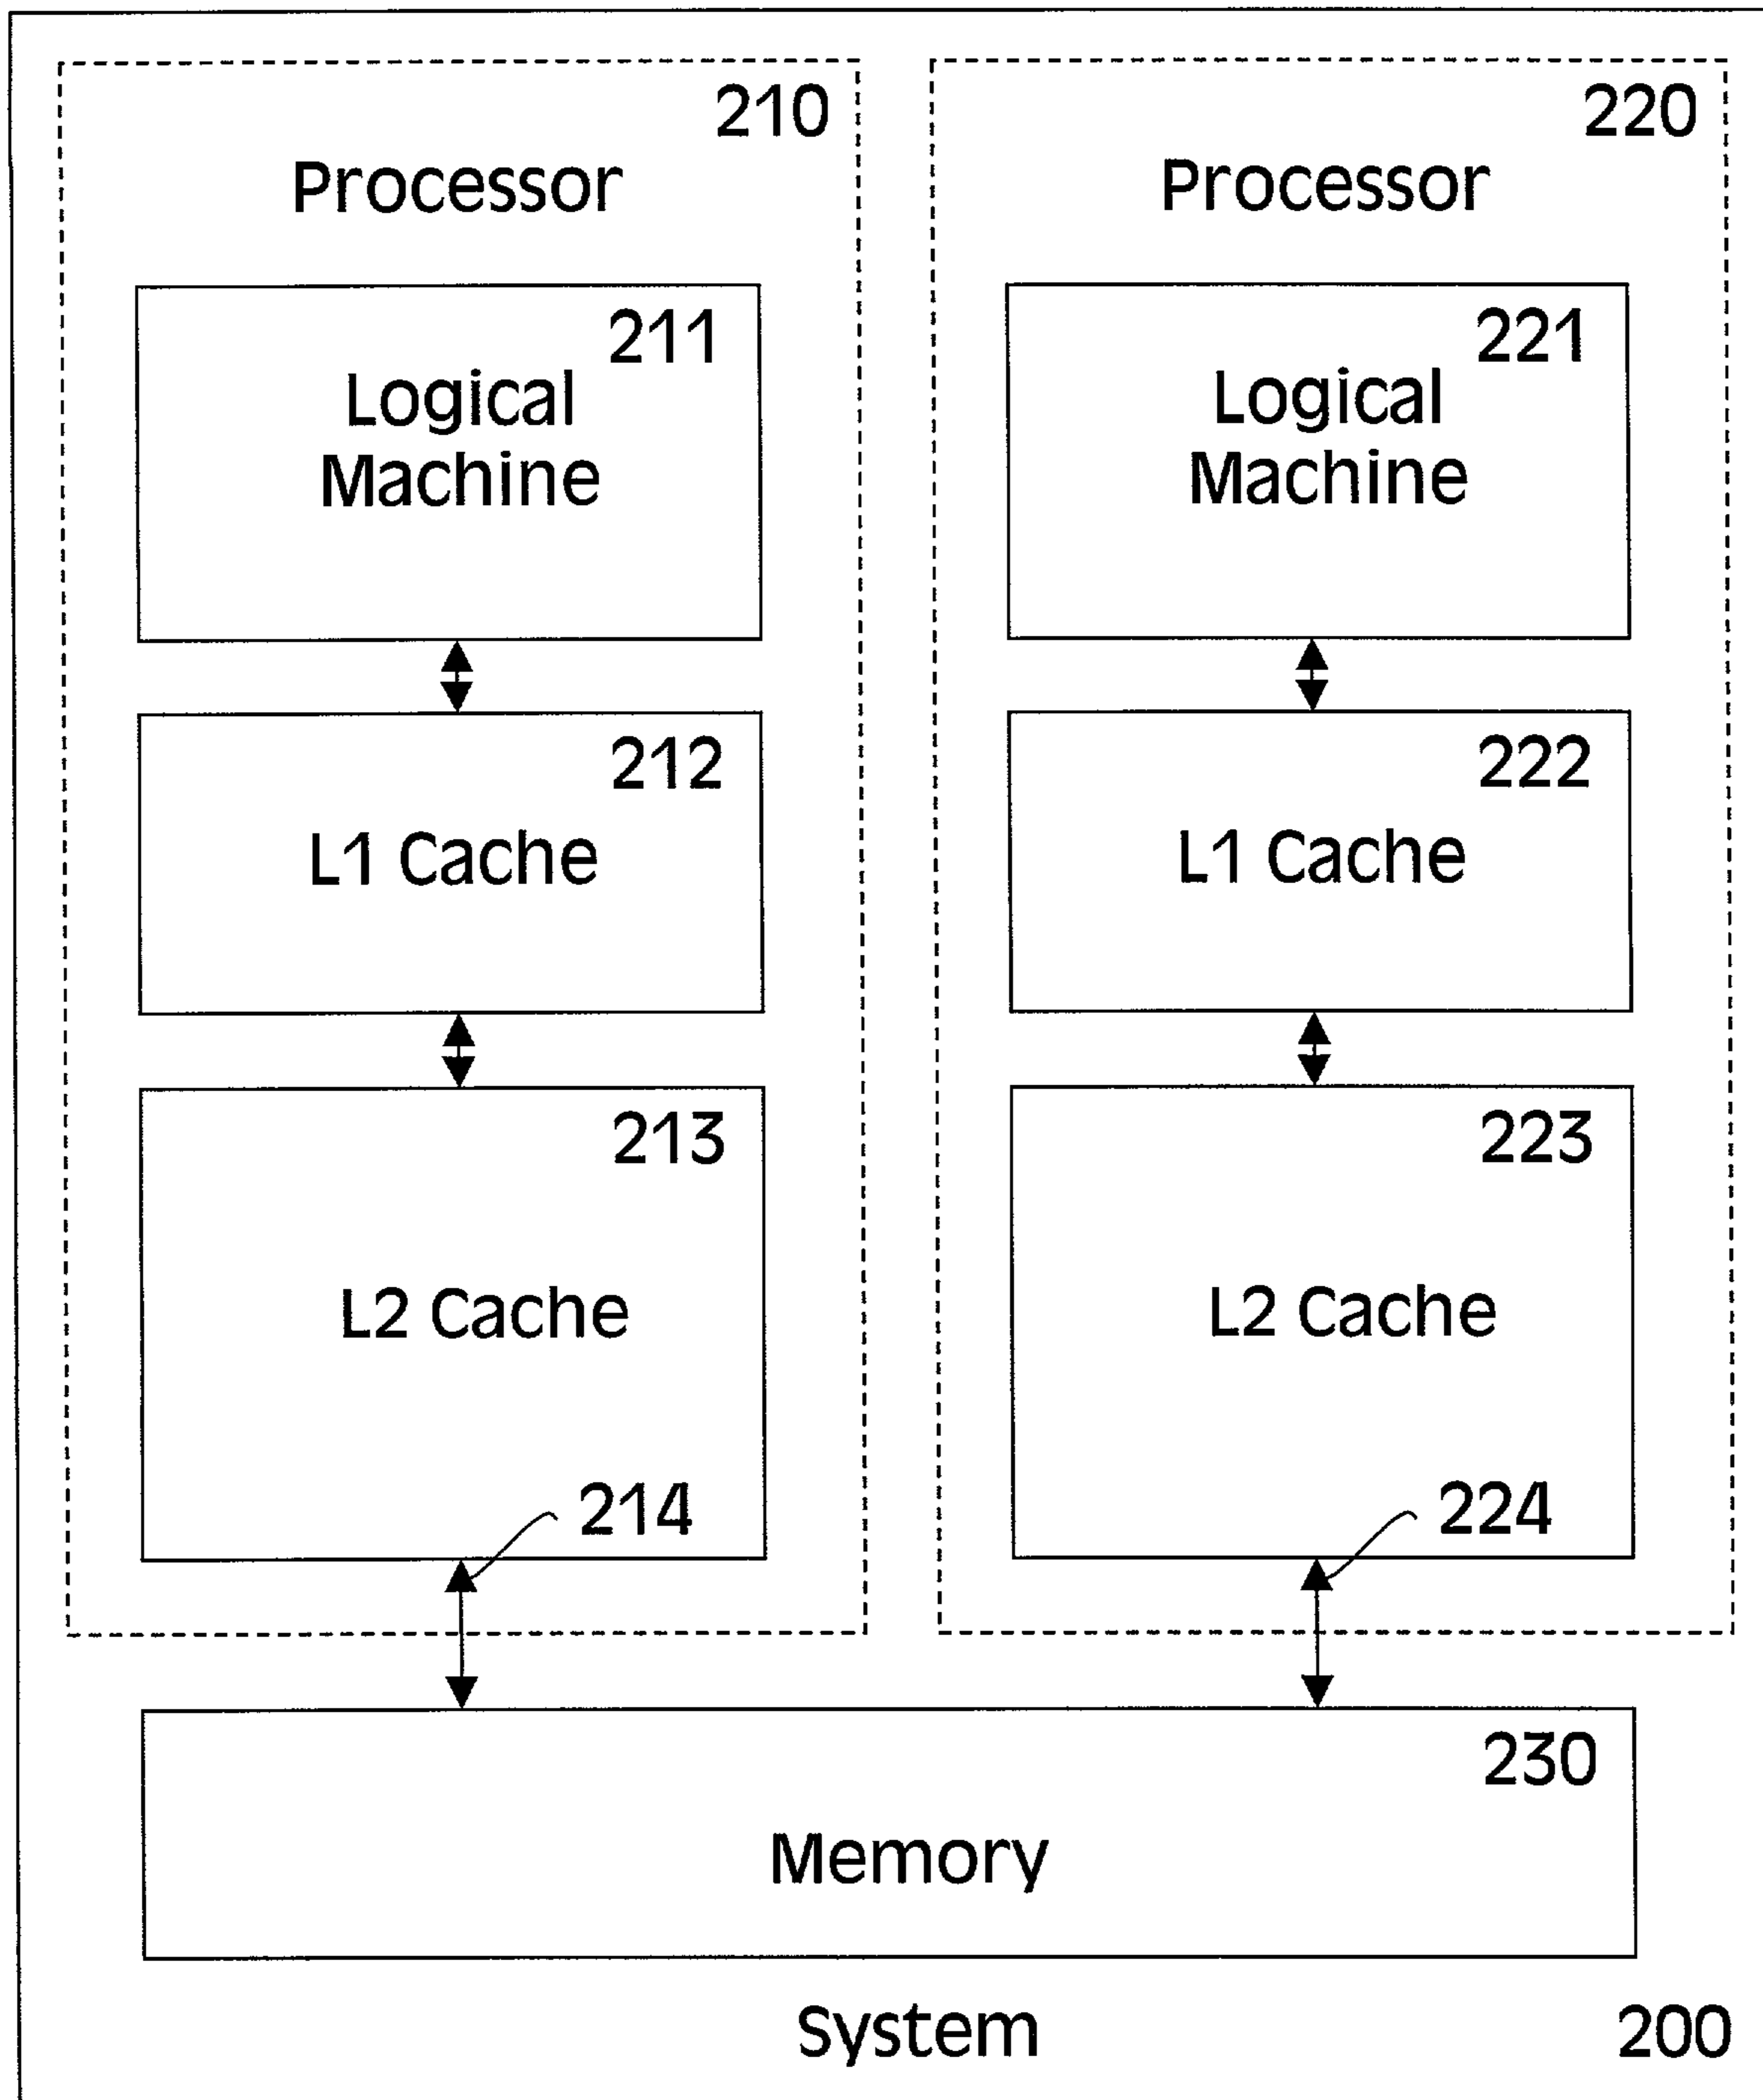 210
Processor
211
Logical
Machine
212
L1 Cache
213
L2 Cache
214
220
Processor
221
Logical
Machine
222
L1 Cache
223
L2 Cache
224
230
Memory
System 200